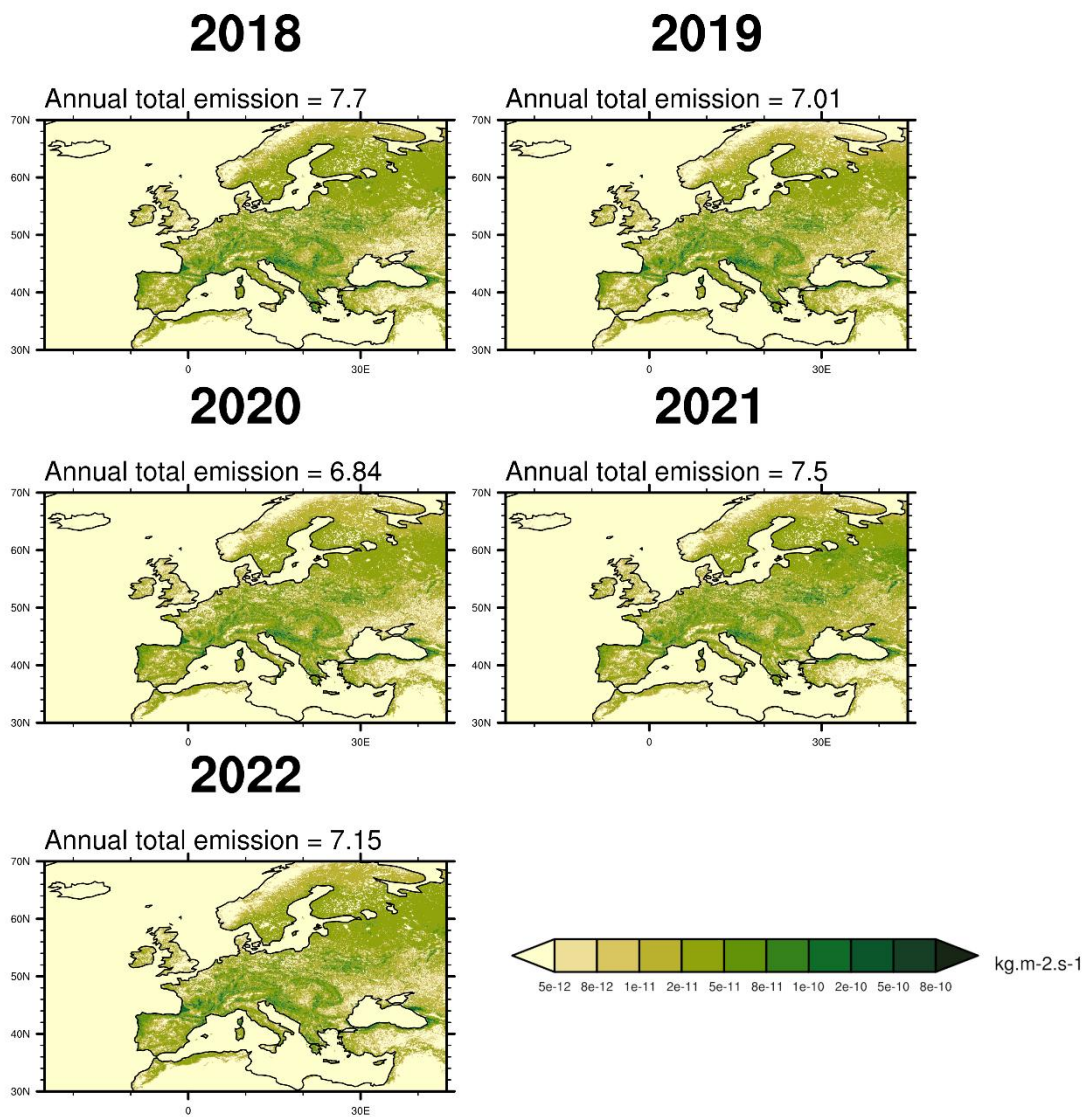 2018 2019
Annual total emission = 7.7 Annual total emission = 7.01
70N 70N
60N 60N
50N 50N
40N 40N
30N 30N
0 30E 0 30E
2020 2021
Annual total emission = 6.84 Annual total emission = 7.5
70N 70N
60N 60N
50N 50N
40N 40N
30N 30N
0 30E 0 30E
2022
Annual total emission = 7.15
70N
60N
50N
40N
30N
0 30E
kg.m-2.s-1
5e-12 8e-12 1e-11 2e-11 5e-11 8e-11 1e-10 2e-10 5e-10 8e-10